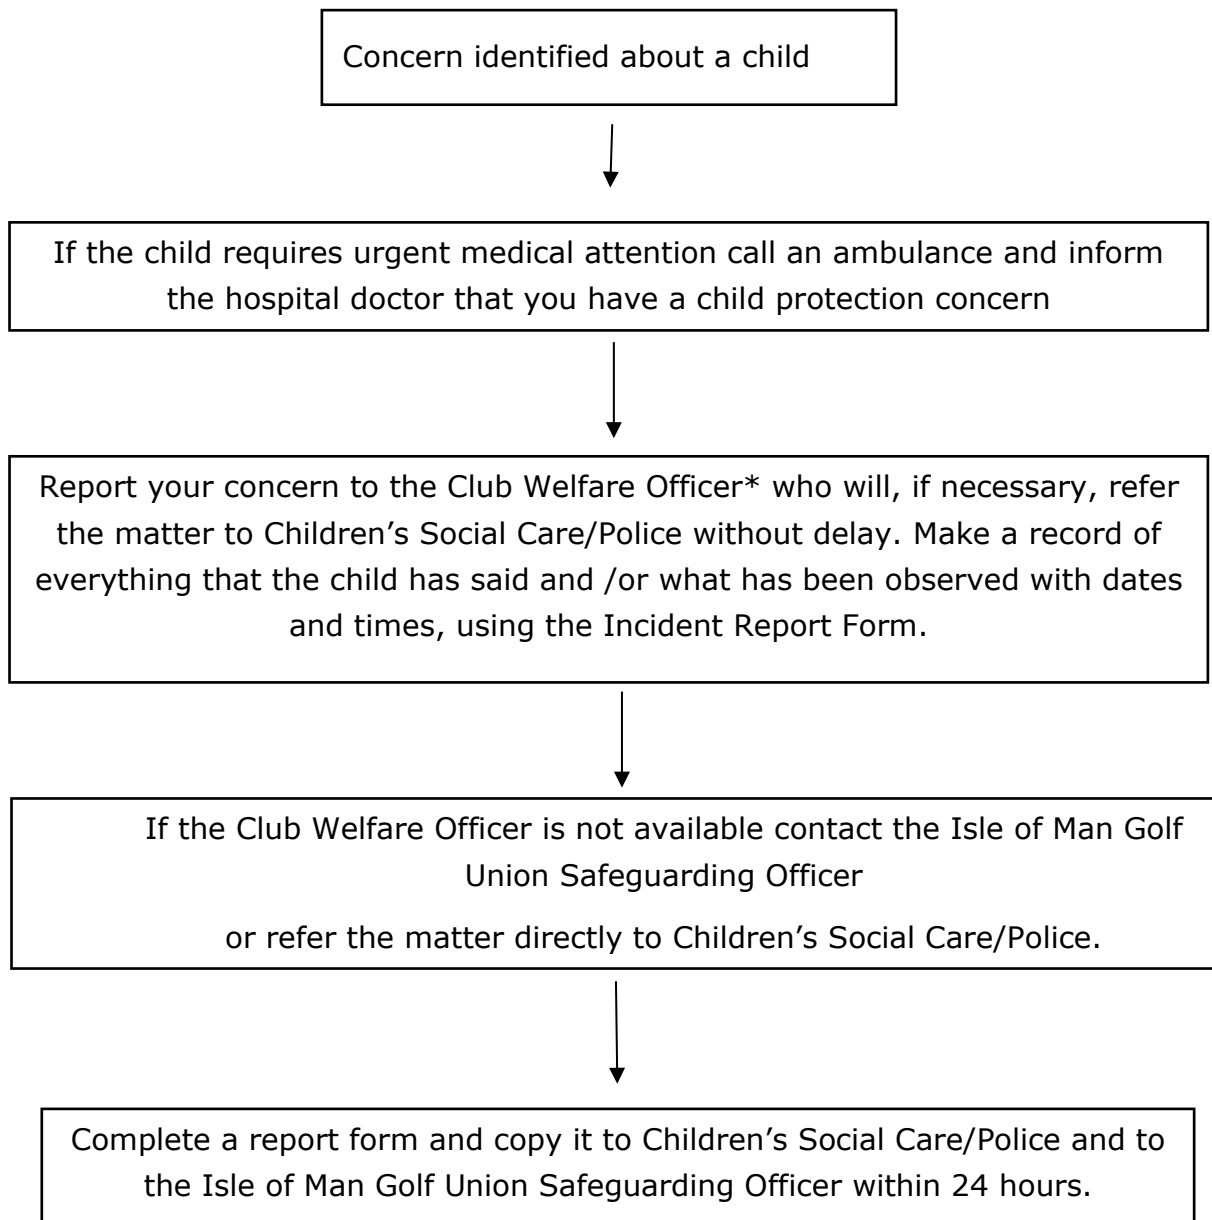 Concern identified about a child
If the child requires urgent medical attention call an ambulance and inform
the hospital doctor that you have a child protection concern
Report your concern to the Club Welfare Officer* who will, if necessary, refer
the matter to Children’s Social Care/Police without delay. Make a record of
everything that the child has said and /or what has been observed with dates
and times, using the Incident Report Form.
If the Club Welfare Officer is not available contact the Isle of Man Golf
Union Safeguarding Officer
or refer the matter directly to Children’s Social Care/Police.
Complete a report form and copy it to Children’s Social Care/Police and to
the Isle of Man Golf Union Safeguarding Officer within 24 hours.